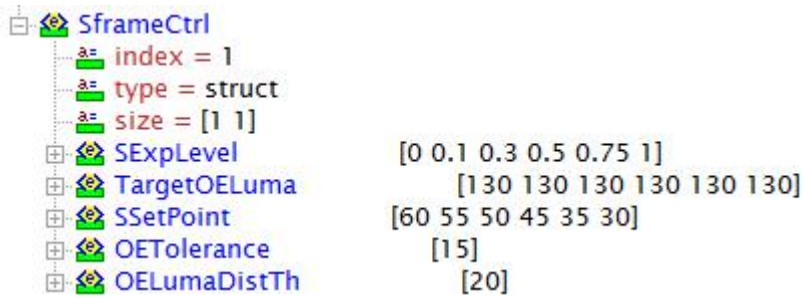 SframeCtrl
index = 1
type = struct
size = [1 1]
SExpLevel [0 0.1 0.3 0.5 0.75 1]
TargetOELuma [130 130 130 130 130 130]
SSetPoint [60 55 50 45 35 30]
OETolerance [15]
OELumaDistTh [20]